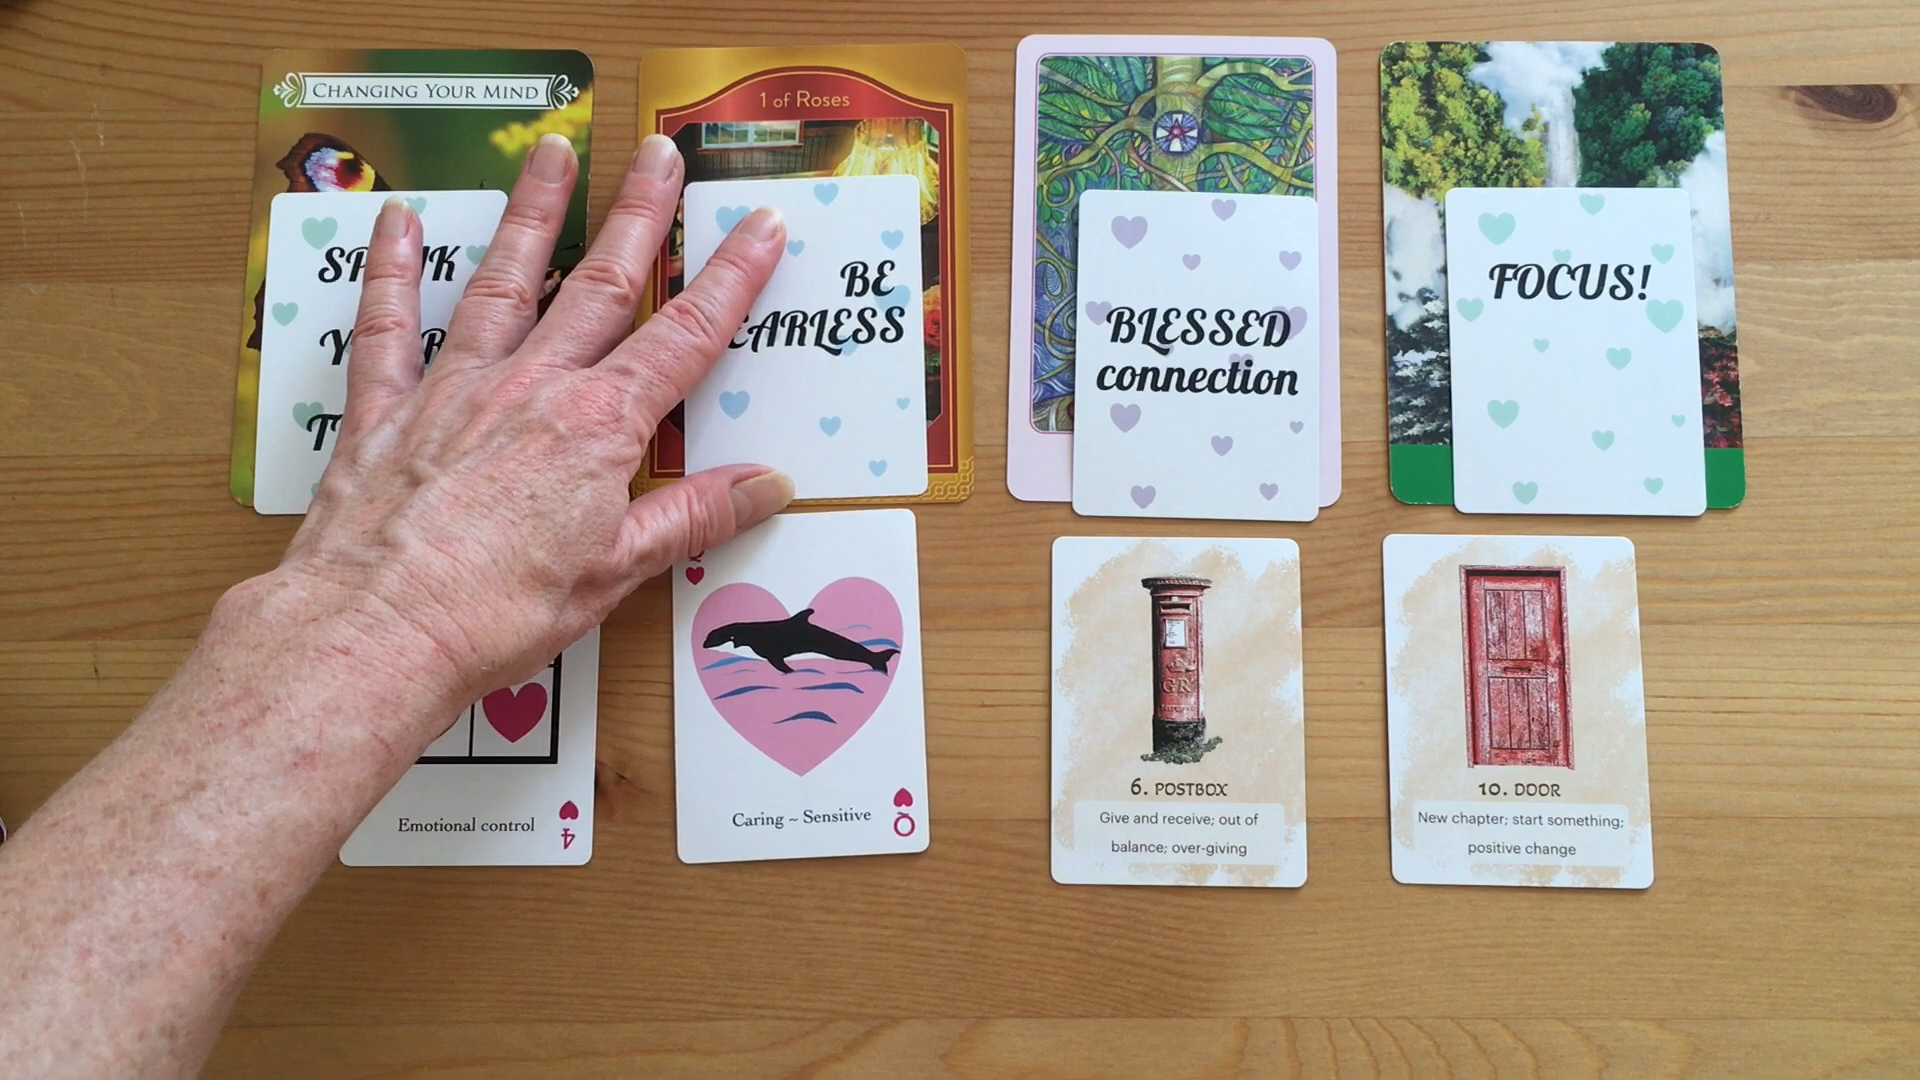 CHANGING YOUR MIND
1 of Roses
BE
BLESSED
connection
FOCUS!
Emotional control
4
Caring ~ Sensitive
Q
6. POSTBOX
Give and receive; out of
balance; over-giving
GR
10. DOOR
New chapter; start something;
positive change